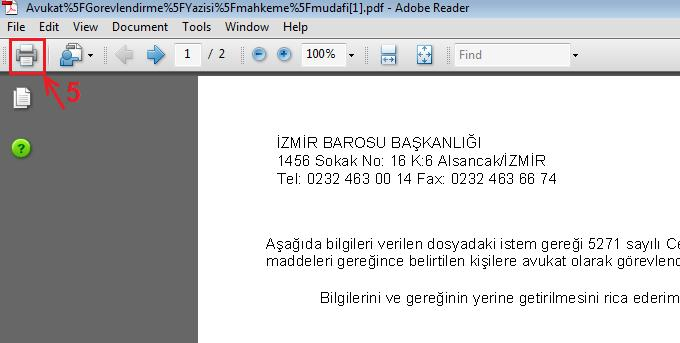 Avukat%5FGorevlendirme%5FYazisi%5Fmahkeme%5Fmudafi[1].pdf - Adobe Reader
File Edit View Document Tools Window Help
1 / 2 100% Find
5
İZMİR BAROSU BAŞKANLIĞI
1456 Sokak No: 16 K:6 Alsancak/İZMİR
Tel: 0232 463 00 14 Fax: 0232 463 66 74
Aşağıda bilgileri verilen dosyadaki istem gereği 5271 sayılı Ce
maddeleri gereğince belirtilen kişilere avukat olarak görevlend
Bilgilerini ve gereğinin yerine getirilmesini rica ederim